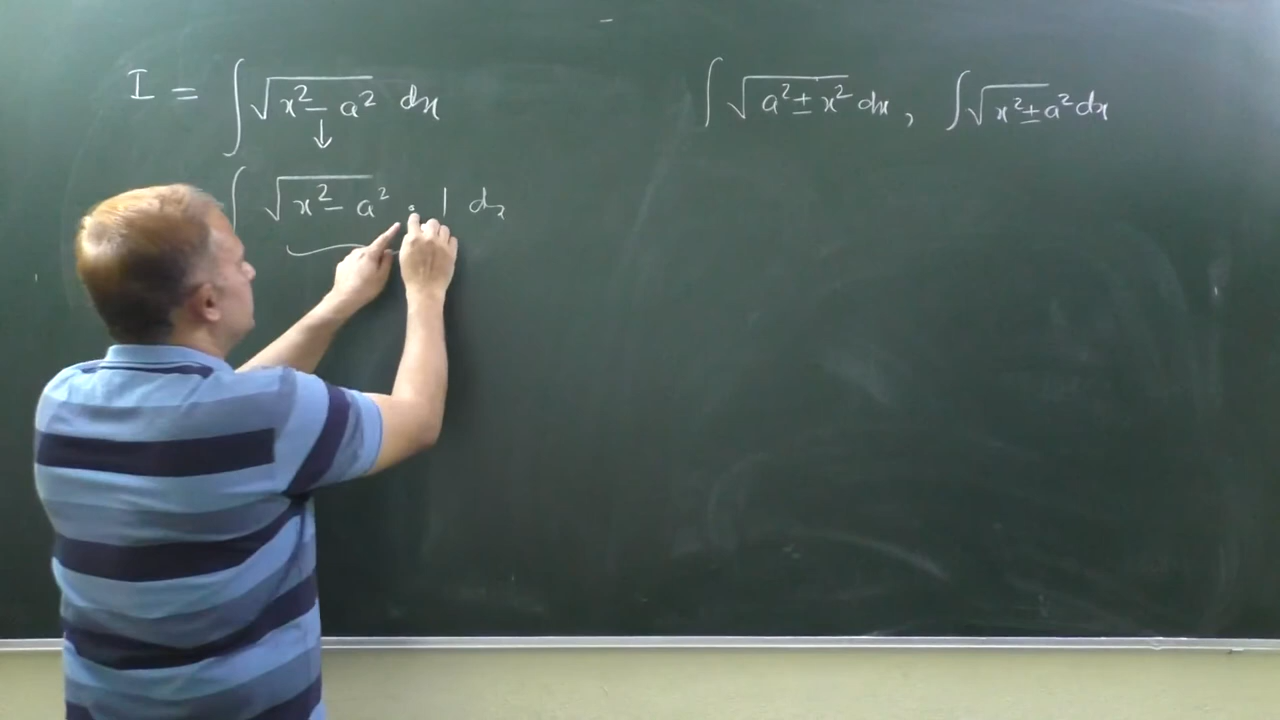 I = ∫ √(x² − a²) dx
↓
∫ √(x² − a²) · 1 dx
∫ √(a² ± x²) dx , ∫ √(x² ± a²) dx